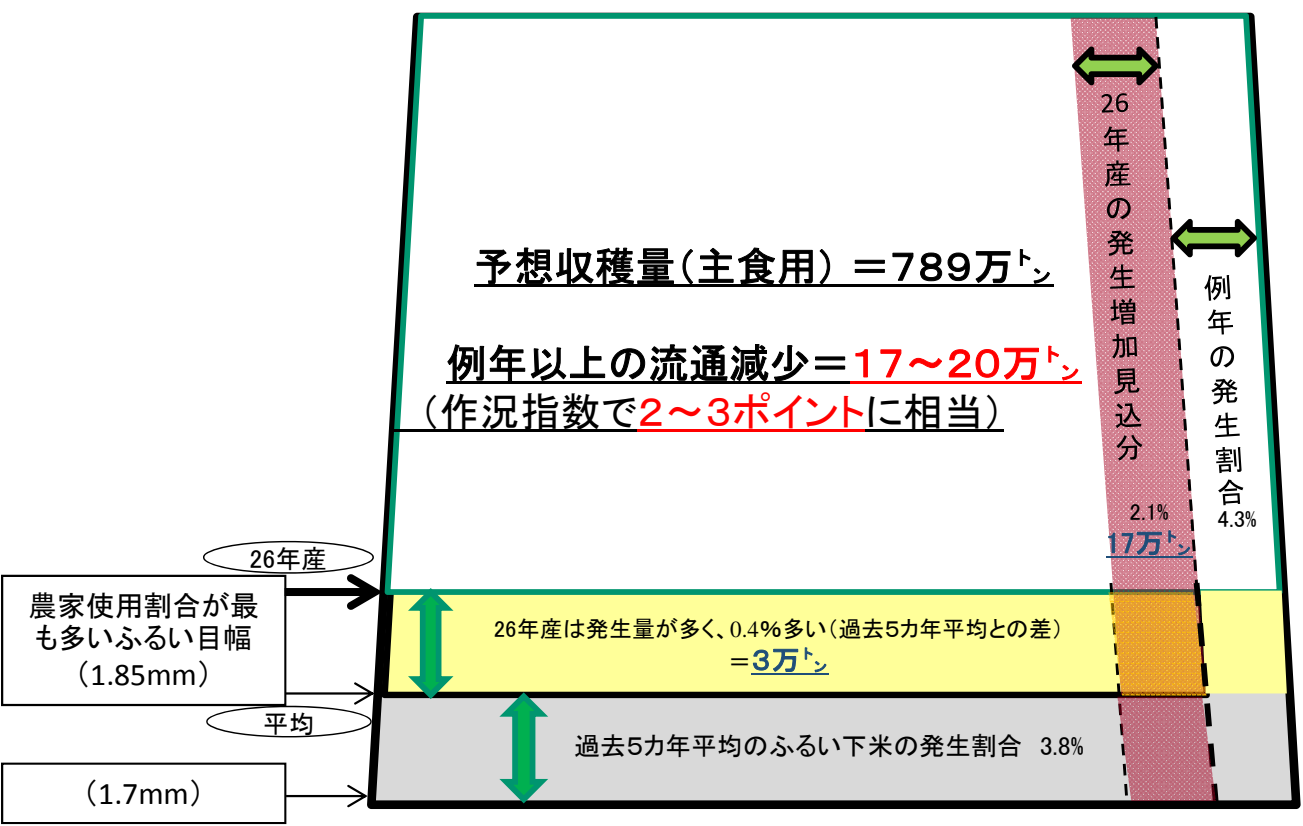 26年産の発生増加見込分
2.1%
17万㌧
例年の発生割合
4.3%
予想収穫量（主食用）＝789万㌧
例年以上の流通減少＝17～20万㌧
（作況指数で2～3ポイントに相当）
26年産
農家使用割合が最
も多いふるい目幅
（1.85mm）
平均
（1.7mm）
26年産は発生量が多く、0.4%多い（過去5カ年平均との差）
＝3万㌧
過去5カ年平均のふるい下米の発生割合　3.8%